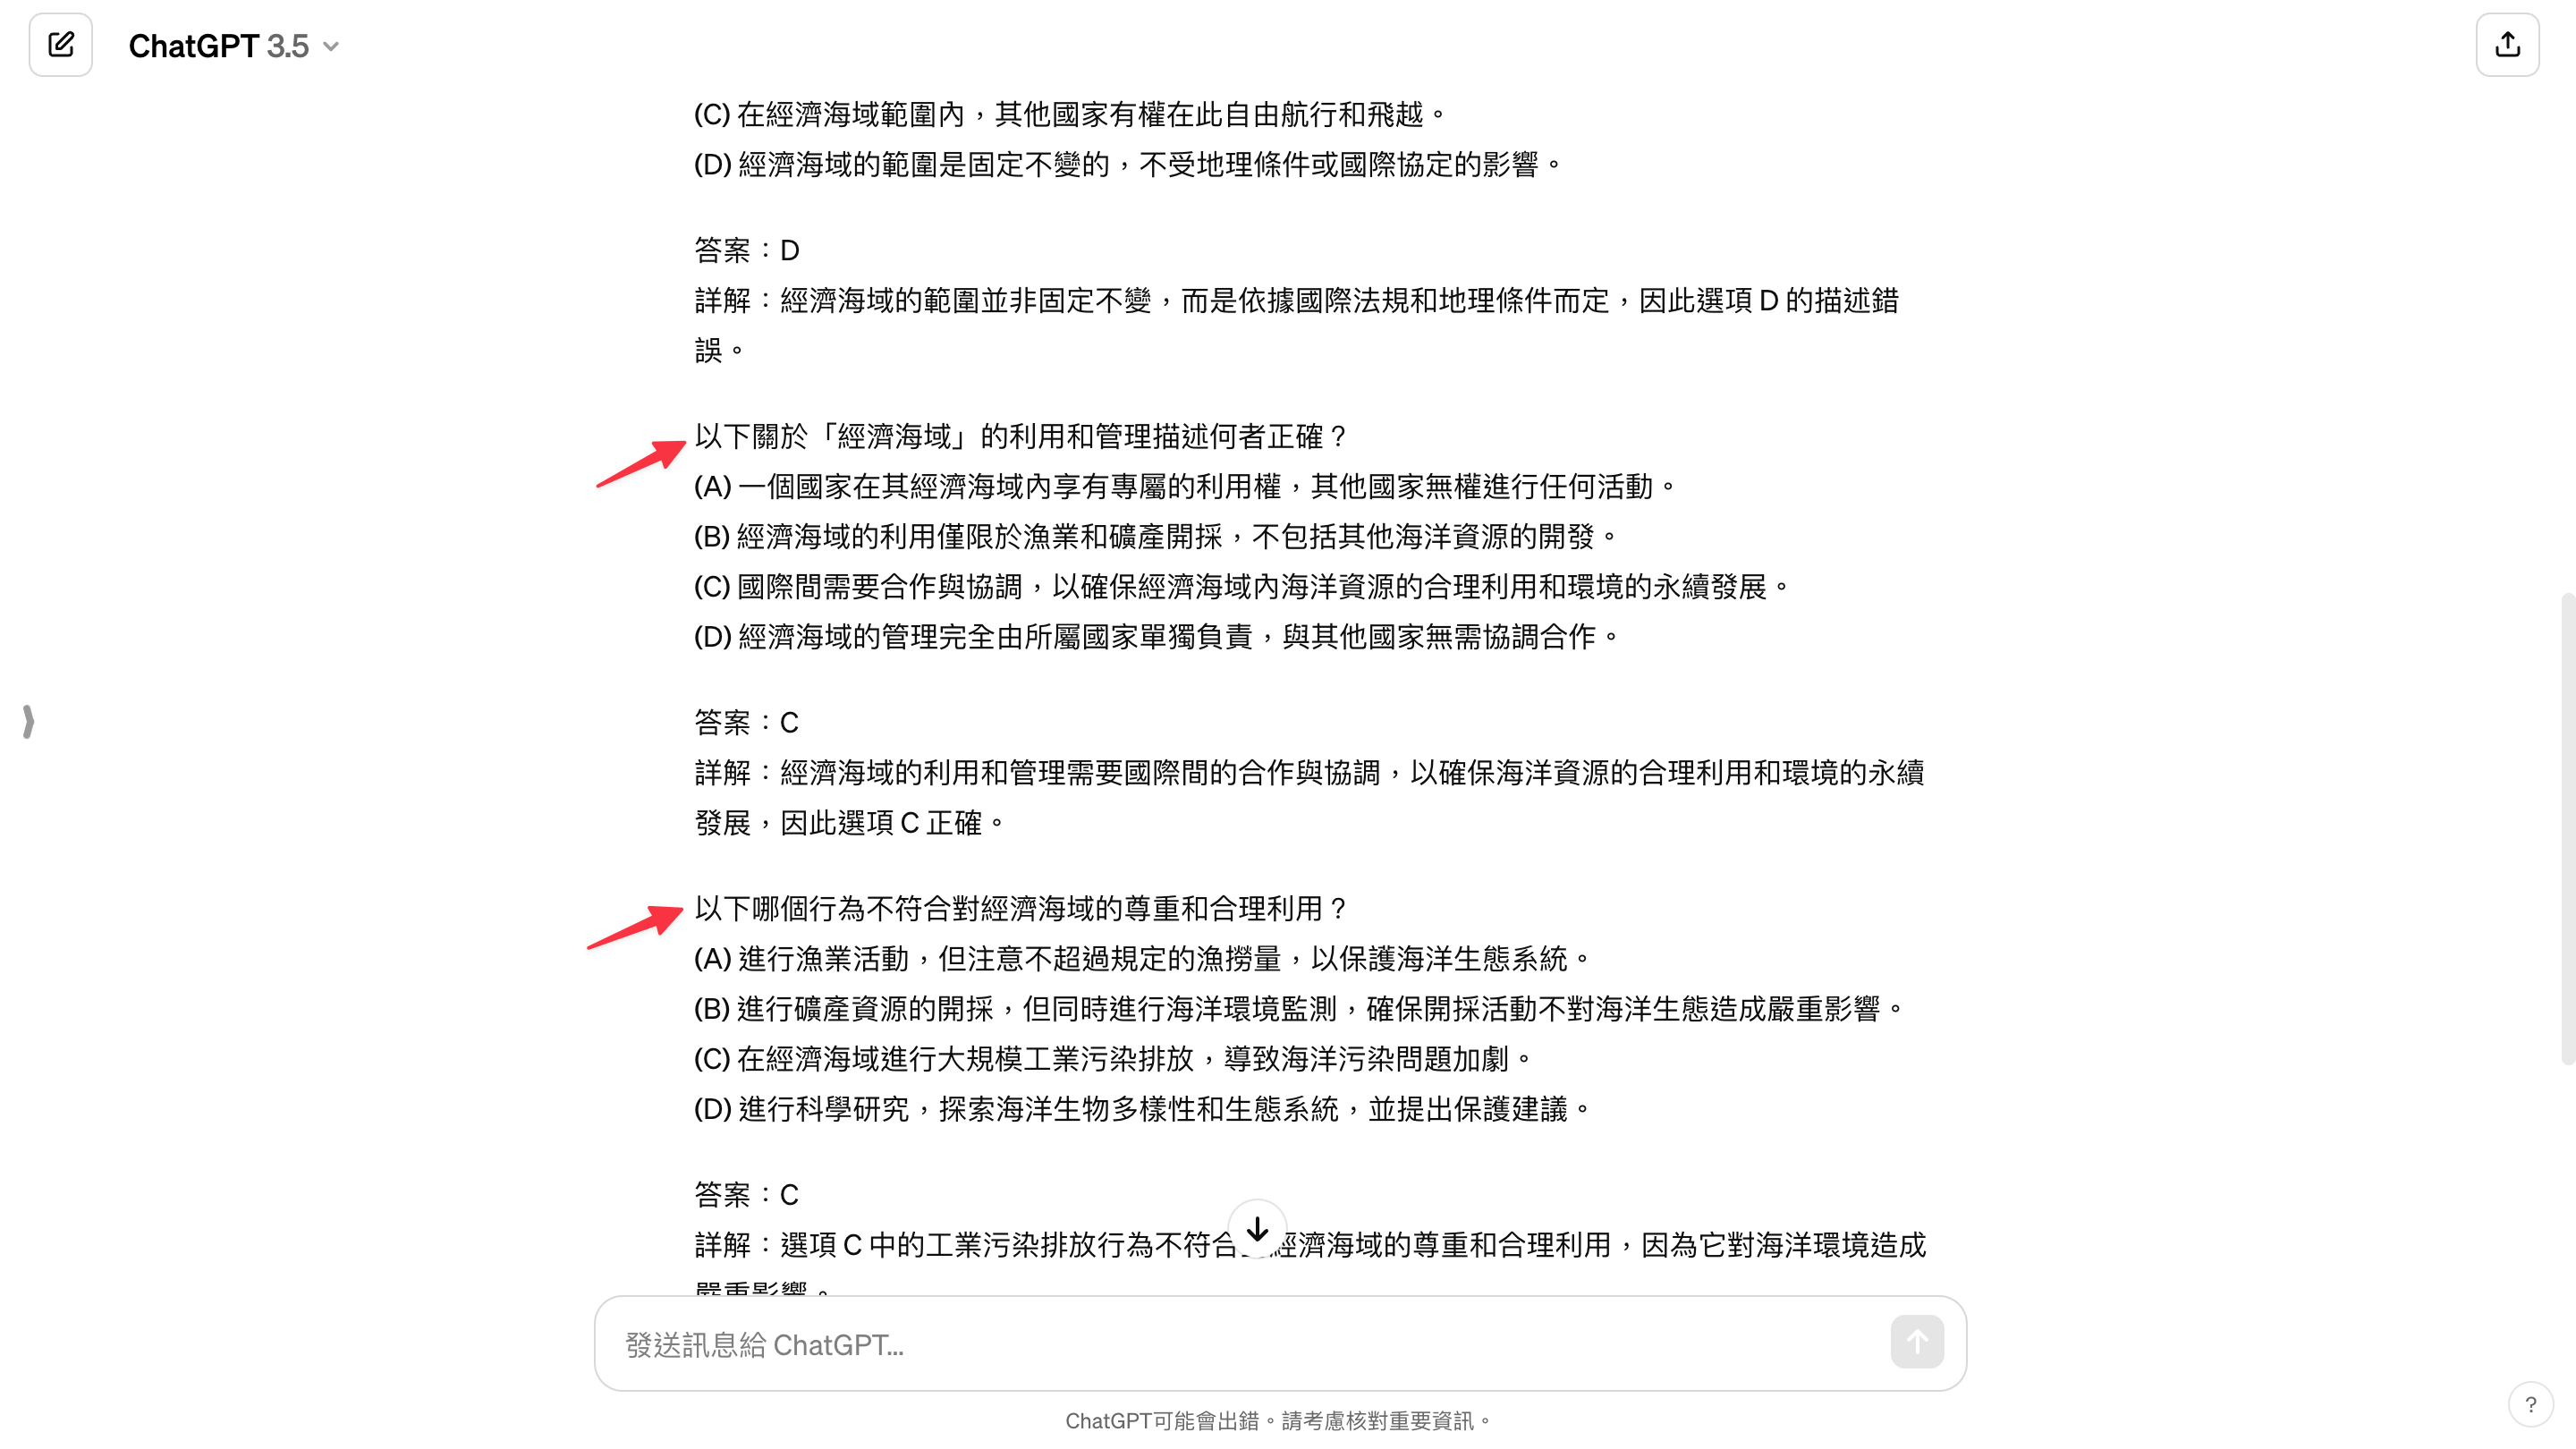 ChatGPT 3.5
(C) 在經濟海域範圍內，其他國家有權在此自由航行和飛越。
(D) 經濟海域的範圍是固定不變的，不受地理條件或國際協定的影響。
答案：D
詳解：經濟海域的範圍並非固定不變，而是依據國際法規和地理條件而定，因此選項 D 的描述錯
誤。
以下關於「經濟海域」的利用和管理描述何者正確？
(A) 一個國家在其經濟海域內享有專屬的利用權，其他國家無權進行任何活動。
(B) 經濟海域的利用僅限於漁業和礦產開採，不包括其他海洋資源的開發。
(C) 國際間需要合作與協調，以確保經濟海域內海洋資源的合理利用和環境的永續發展。
(D) 經濟海域的管理完全由所屬國家單獨負責，與其他國家無需協調合作。
答案：C
詳解：經濟海域的利用和管理需要國際間的合作與協調，以確保海洋資源的合理利用和環境的永續
發展，因此選項 C 正確。
以下哪個行為不符合對經濟海域的尊重和合理利用？
(A) 進行漁業活動，但注意不超過規定的漁撈量，以保護海洋生態系統。
(B) 進行礦產資源的開採，但同時進行海洋環境監測，確保開採活動不對海洋生態造成嚴重影響。
(C) 在經濟海域進行大規模工業污染排放，導致海洋污染問題加劇。
(D) 進行科學研究，探索海洋生物多樣性和生態系統，並提出保護建議。
答案：C
詳解：選項 C 中的工業污染排放行為不符合經濟海域的尊重和合理利用，因為它對海洋環境造成
嚴重影響。
發送訊息給 ChatGPT...
ChatGPT可能會出錯。請考慮核對重要資訊。
?